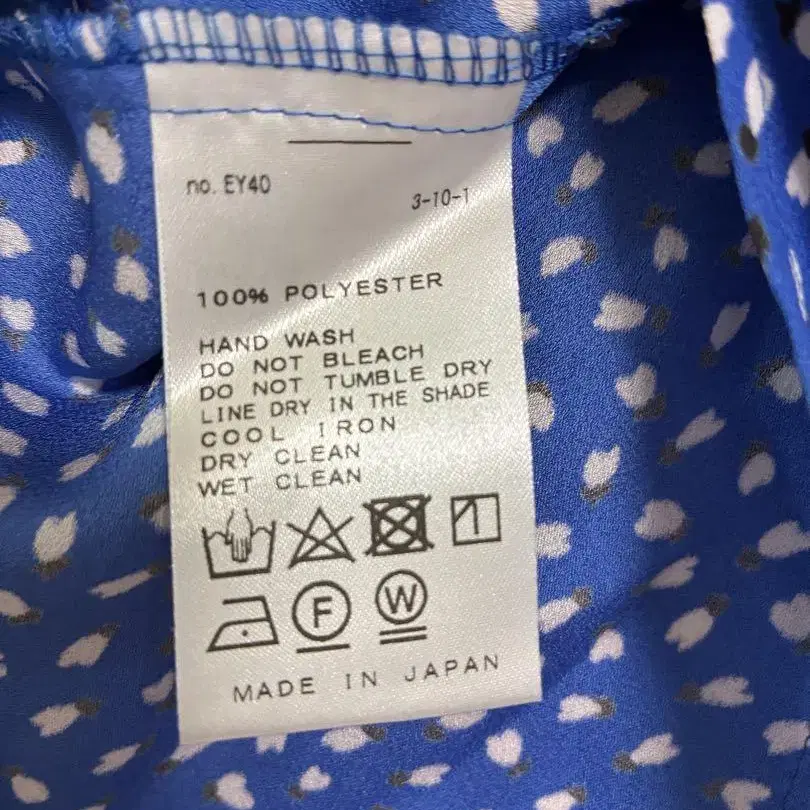 no. EY40
3-10-1
100% POLYESTER
HAND WASH
DO NOT BLEACH
DO NOT TUMBLE DRY
LINE DRY IN THE SHADE
COOL IRON
DRY CLEAN
WET CLEAN
F W
MADE IN JAPAN